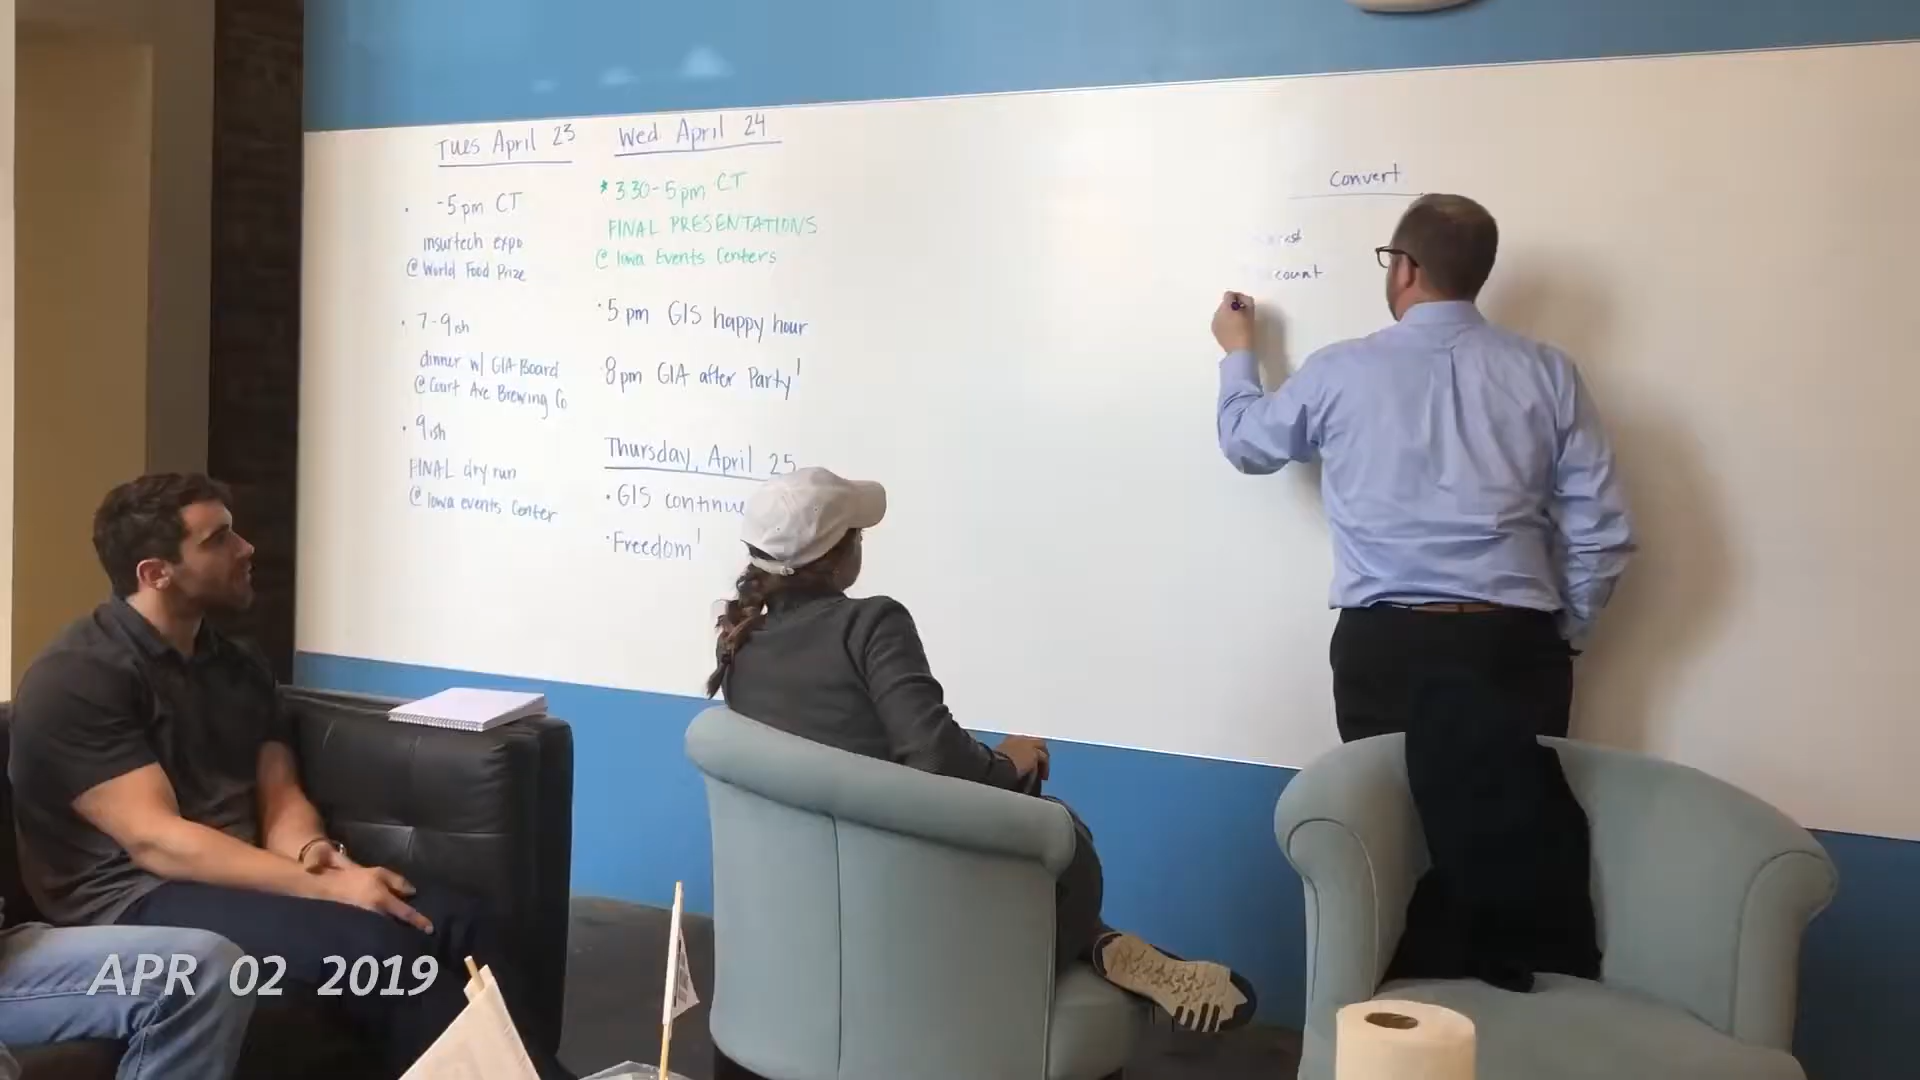 Tues April 23
· -5pm CT
insurtech expo
@ World Food Prize
· 7-9ish
dinner w/ GIA Board
@ Court Ave Brewing Co
· 9ish
FINAL dry run
@ Iowa events center
Wed April 24
* 3:30-5pm CT
FINAL PRESENTATIONS
@ Iowa Events Centers
· 5pm GIS happy hour
8pm GIA after Party!
Thursday, April 25
· GIS continue
· Freedom!
Convert
count
APR 02 2019